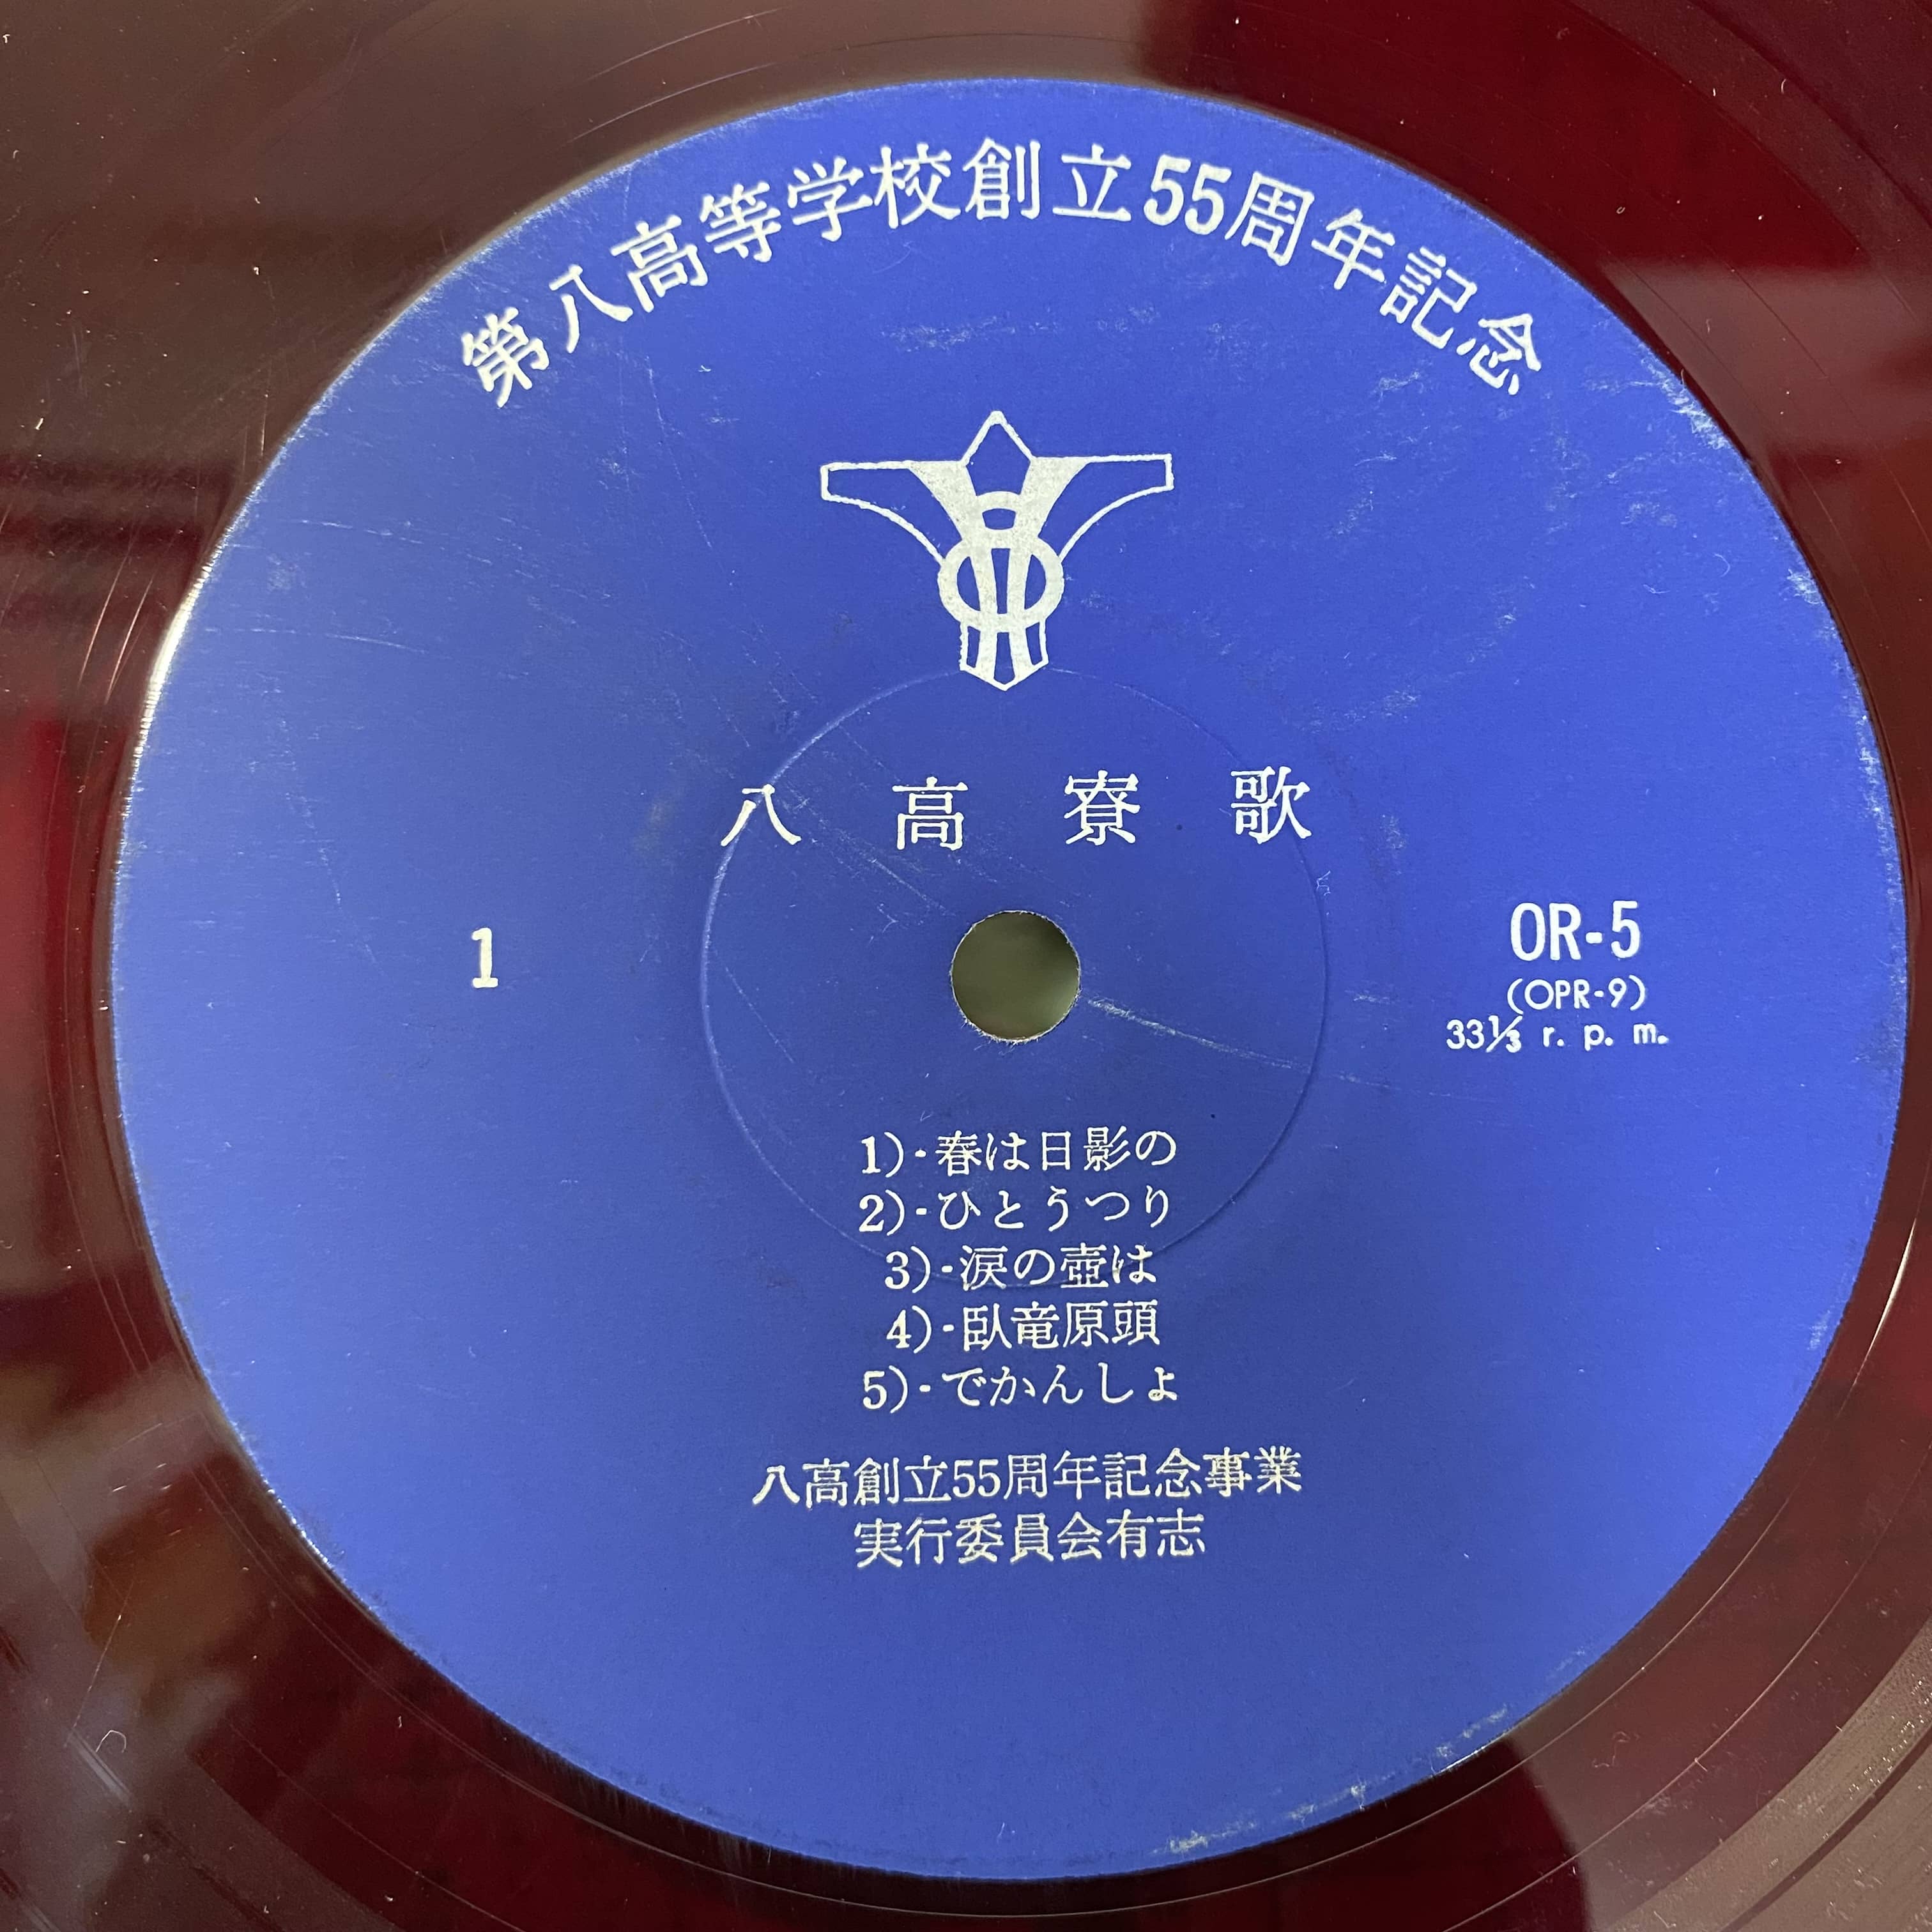 第八高等学校創立55周年記念
八高寮歌
1
OR-5
(OPR-9)
33⅓ r. p. m.
1)-春は日影の
2)-ひとうつり
3)-涙の壺は
4)-臥竜原頭
5)-でかんしょ
八高創立55周年記念事業
実行委員会有志